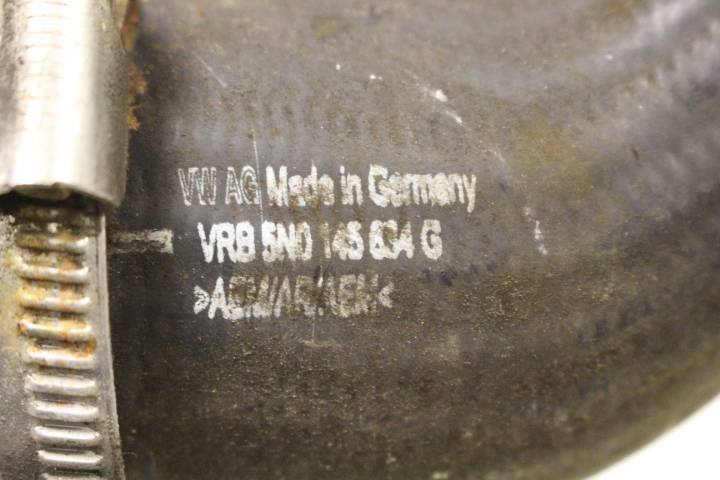 VW AG Made in Germany
VRB 5N0 145 834 G